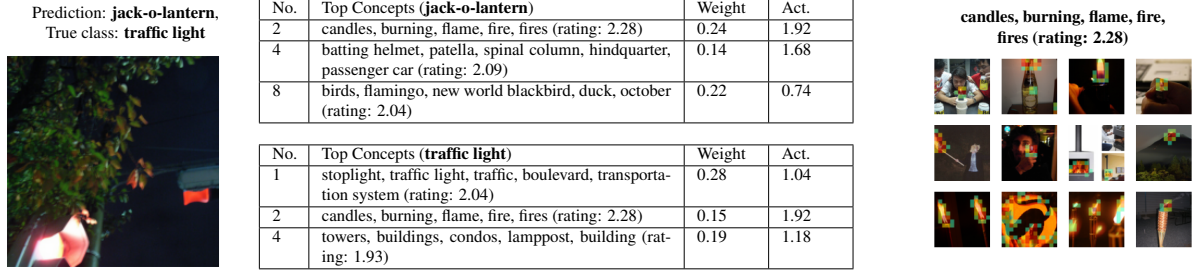 Prediction: jack-o-lantern,
True class: traffic light
No. Top Concepts (jack-o-lantern) Weight Act.
2 candles, burning, flame, fire, fires (rating: 2.28) 0.24 1.92
4 batting helmet, patella, spinal column, hindquarter, 0.14 1.68
passenger car (rating: 2.09)
8 birds, flamingo, new world blackbird, duck, october 0.22 0.74
(rating: 2.04)
No. Top Concepts (traffic light) Weight Act.
1 stoplight, traffic light, traffic, boulevard, transporta- 0.28 1.04
tion system (rating: 2.04)
2 candles, burning, flame, fire, fires (rating: 2.28) 0.15 1.92
4 towers, buildings, condos, lamppost, building (rat- 0.19 1.18
ing: 1.93)
candles, burning, flame, fire,
fires (rating: 2.28)